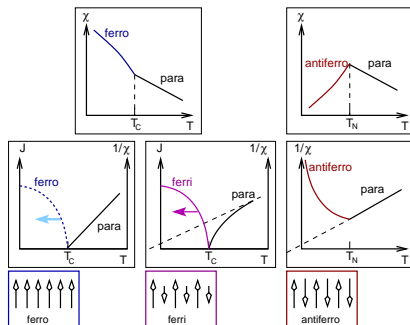 χ
ferro
para
T_C
T
χ
antiferro
para
T_N
T
J
1/χ
ferro
para
T_C
T
J
1/χ
ferri
para
T_C
T
1/χ
antiferro
para
T_N
T
ferro
ferri
antiferro